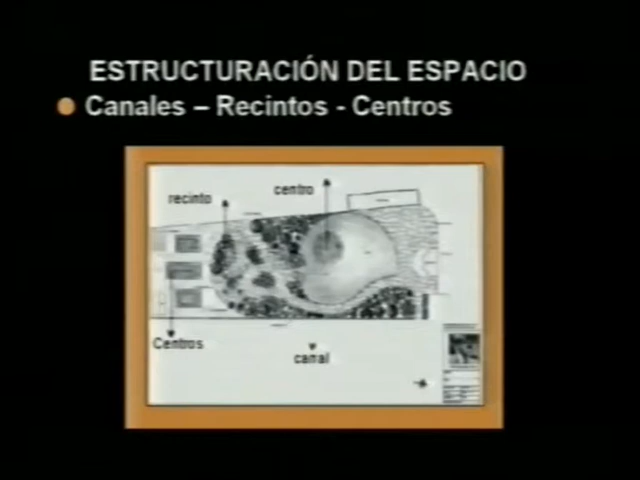 ESTRUCTURACIÓN DEL ESPACIO
Canales – Recintos - Centros
recinto
centro
Centros
canal